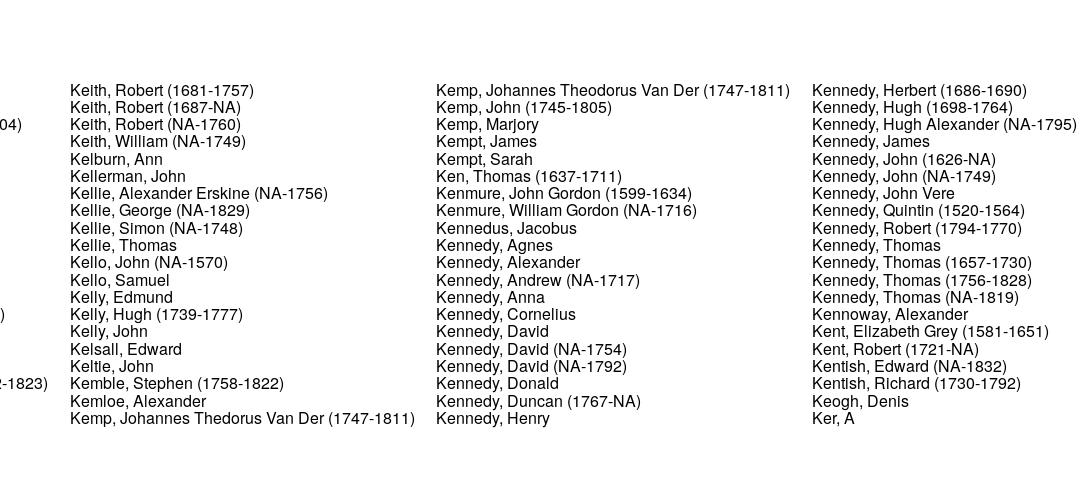 04)
)
2-1823)
Keith, Robert (1681-1757)
Keith, Robert (1687-NA)
Keith, Robert (NA-1760)
Keith, William (NA-1749)
Kelburn, Ann
Kellerman, John
Kellie, Alexander Erskine (NA-1756)
Kellie, George (NA-1829)
Kellie, Simon (NA-1748)
Kellie, Thomas
Kello, John (NA-1570)
Kello, Samuel
Kelly, Edmund
Kelly, Hugh (1739-1777)
Kelly, John
Kelsall, Edward
Keltie, John
Kemble, Stephen (1758-1822)
Kemloe, Alexander
Kemp, Johannes Thedorus Van Der (1747-1811)
Kemp, Johannes Theodorus Van Der (1747-1811)
Kemp, John (1745-1805)
Kemp, Marjory
Kempt, James
Kempt, Sarah
Ken, Thomas (1637-1711)
Kenmure, John Gordon (1599-1634)
Kenmure, William Gordon (NA-1716)
Kennedus, Jacobus
Kennedy, Agnes
Kennedy, Alexander
Kennedy, Andrew (NA-1717)
Kennedy, Anna
Kennedy, Cornelius
Kennedy, David
Kennedy, David (NA-1754)
Kennedy, David (NA-1792)
Kennedy, Donald
Kennedy, Duncan (1767-NA)
Kennedy, Henry
Kennedy, Herbert (1686-1690)
Kennedy, Hugh (1698-1764)
Kennedy, Hugh Alexander (NA-1795)
Kennedy, James
Kennedy, John (1626-NA)
Kennedy, John (NA-1749)
Kennedy, John Vere
Kennedy, Quintin (1520-1564)
Kennedy, Robert (1794-1770)
Kennedy, Thomas
Kennedy, Thomas (1657-1730)
Kennedy, Thomas (1756-1828)
Kennedy, Thomas (NA-1819)
Kennoway, Alexander
Kent, Elizabeth Grey (1581-1651)
Kent, Robert (1721-NA)
Kentish, Edward (NA-1832)
Kentish, Richard (1730-1792)
Keogh, Denis
Ker, A